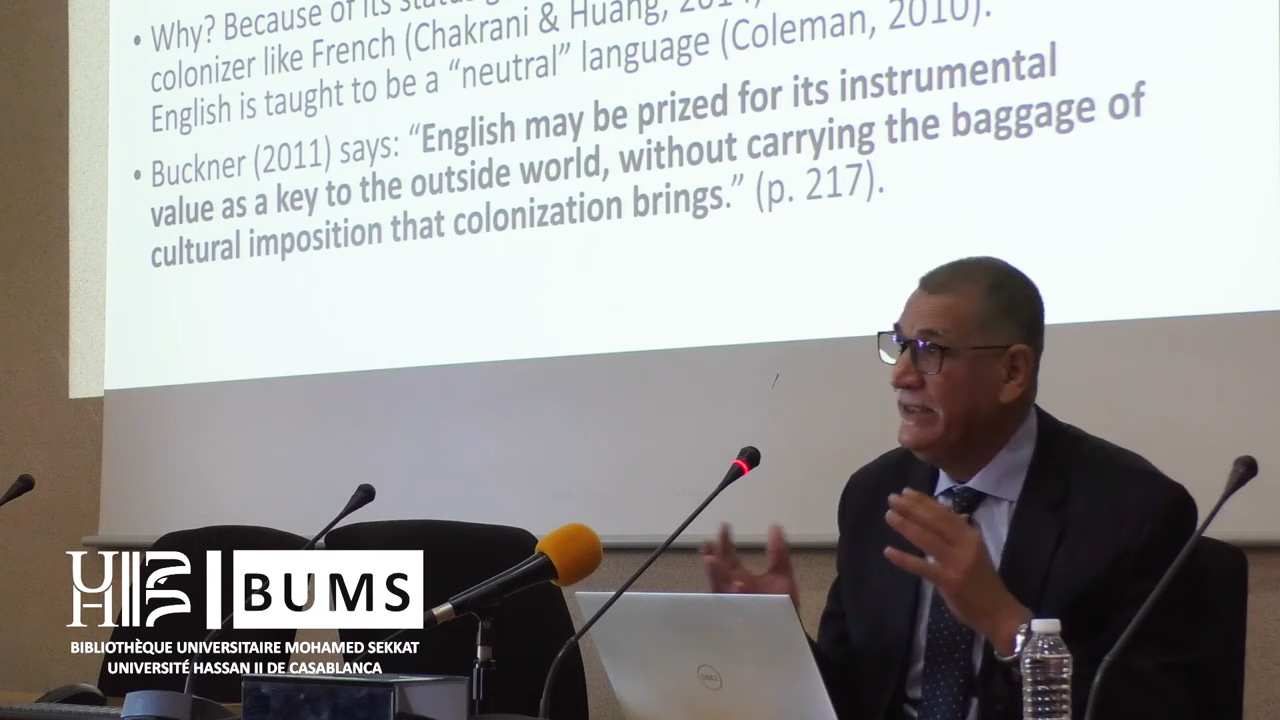 • Why? Because of its status
colonizer like French (Chakrani & Huang,
English is taught to be a “neutral” language (Coleman, 2010).
• Buckner (2011) says: “English may be prized for its instrumental
value as a key to the outside world, without carrying the baggage of
cultural imposition that colonization brings.” (p. 217).
DELL
UH
BUMS
BIBLIOTHÈQUE UNIVERSITAIRE MOHAMED SEKKAT
UNIVERSITÉ HASSAN II DE CASABLANCA